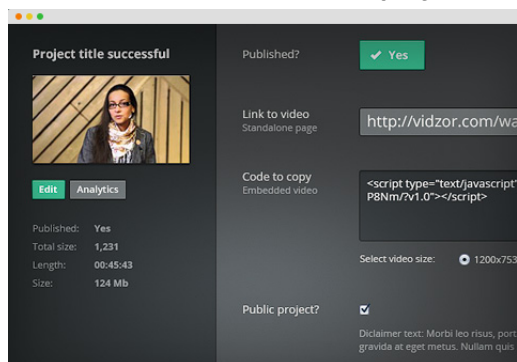 Project title successful
Edit
Analytics
Published: Yes
Total size: 1,231
Length: 00:45:43
Size: 124 Mb
Published?
Yes
Link to video
Standalone page
http://vidzor.com/wa
Code to copy
Embedded video
<script type="text/javascript"
P8Nm/?v1.0"></script>
Select video size:
1200x753
Public project?
Diclaimer text: Morbi leo risus, port
gravida at eget metus. Nullam quis